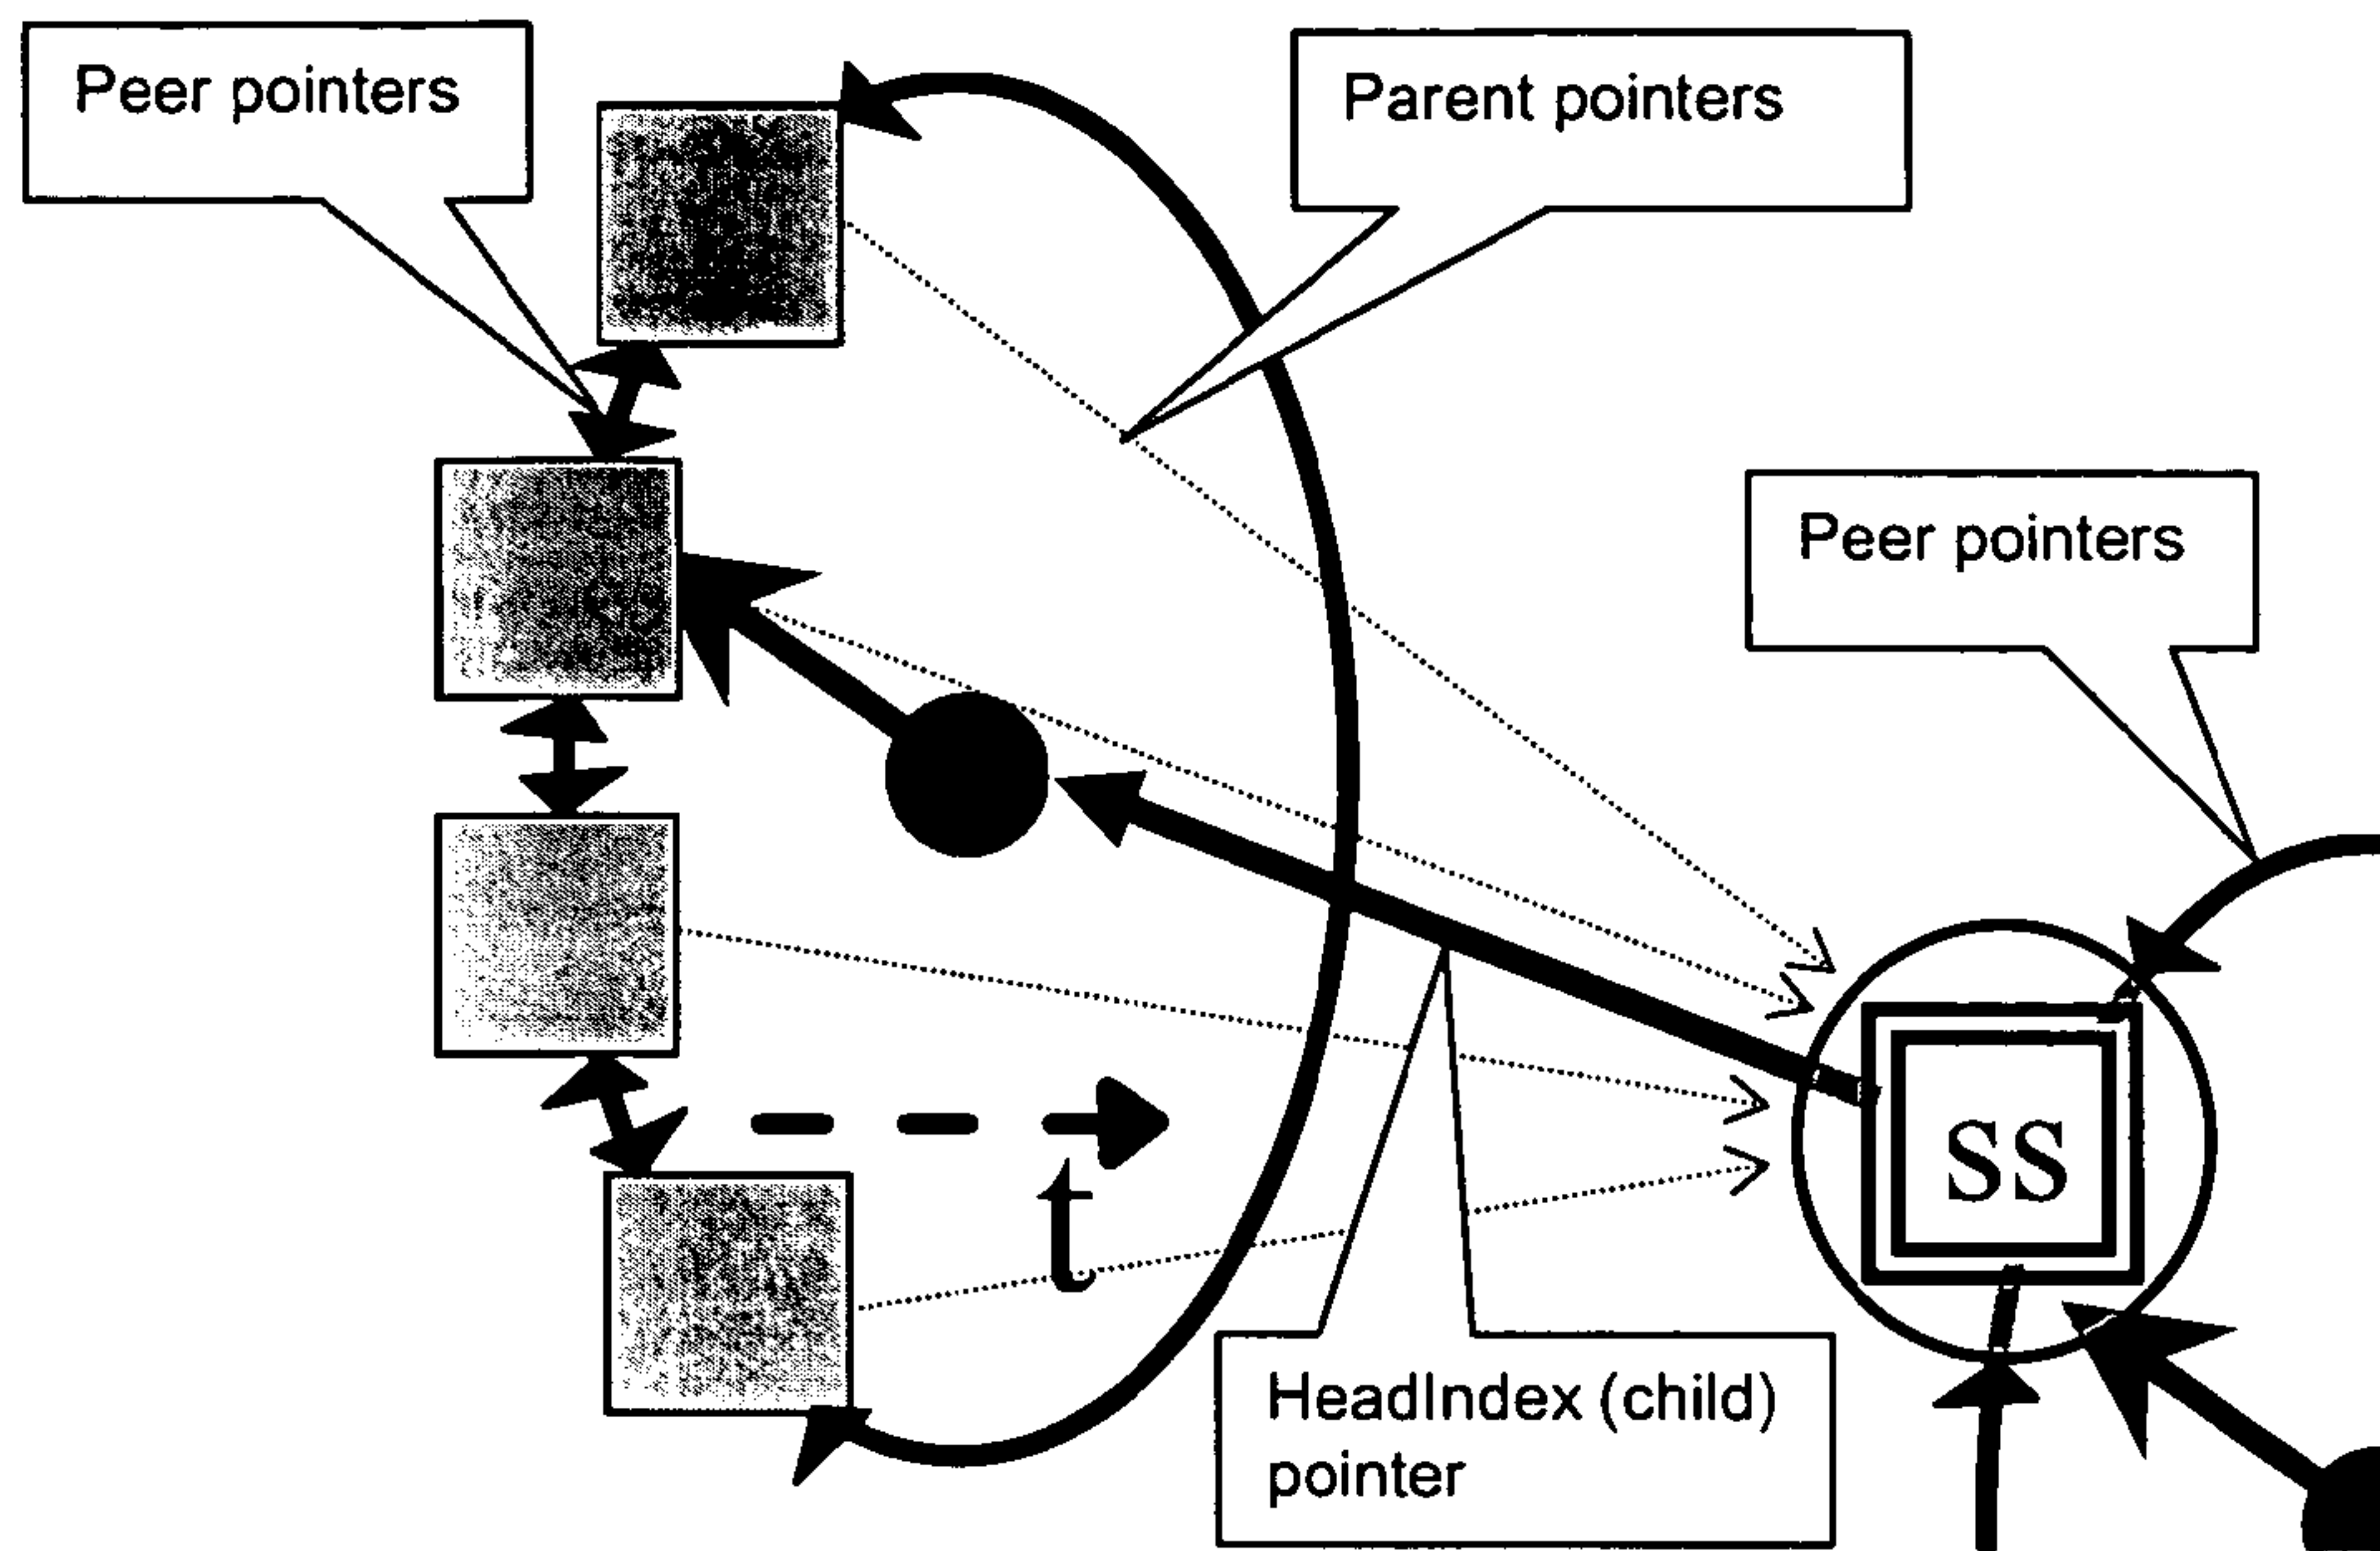 Peer pointers
Parent pointers
Peer pointers
SS
t
HeadIndex (child)
pointer